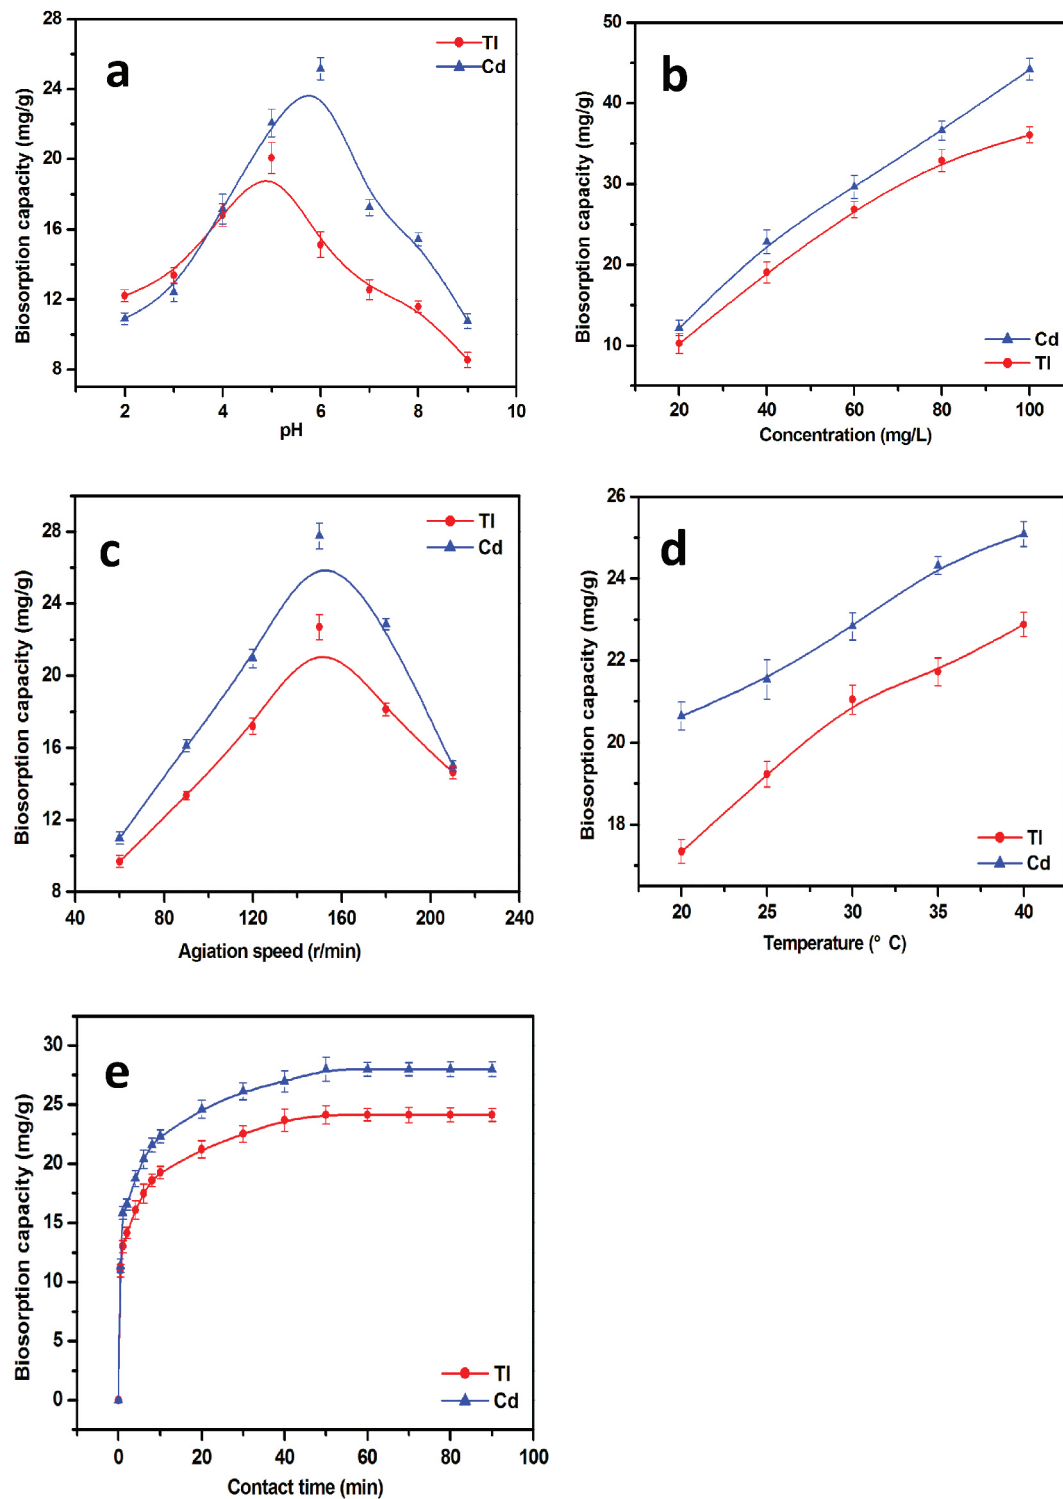 a
Tl
Cd
Biosorption capacity (mg/g)
28
24
20
16
12
8
0
2
4
6
8
10
pH
b
Cd
Tl
Biosorption capacity (mg/g)
50
40
30
20
10
20
40
60
80
100
Concentration (mg/L)
c
Tl
Cd
Biosorption capacity (mg/g)
28
24
20
16
12
8
40
80
120
160
200
240
Agiation speed (r/min)
d
Tl
Cd
Biosorption capacity (mg/g)
26
24
22
20
18
20
25
30
35
40
Temperature (° C)
e
Tl
Cd
Biosorption capacity (mg/g)
30
25
20
15
10
5
0
0
20
40
60
80
100
Contact time (min)